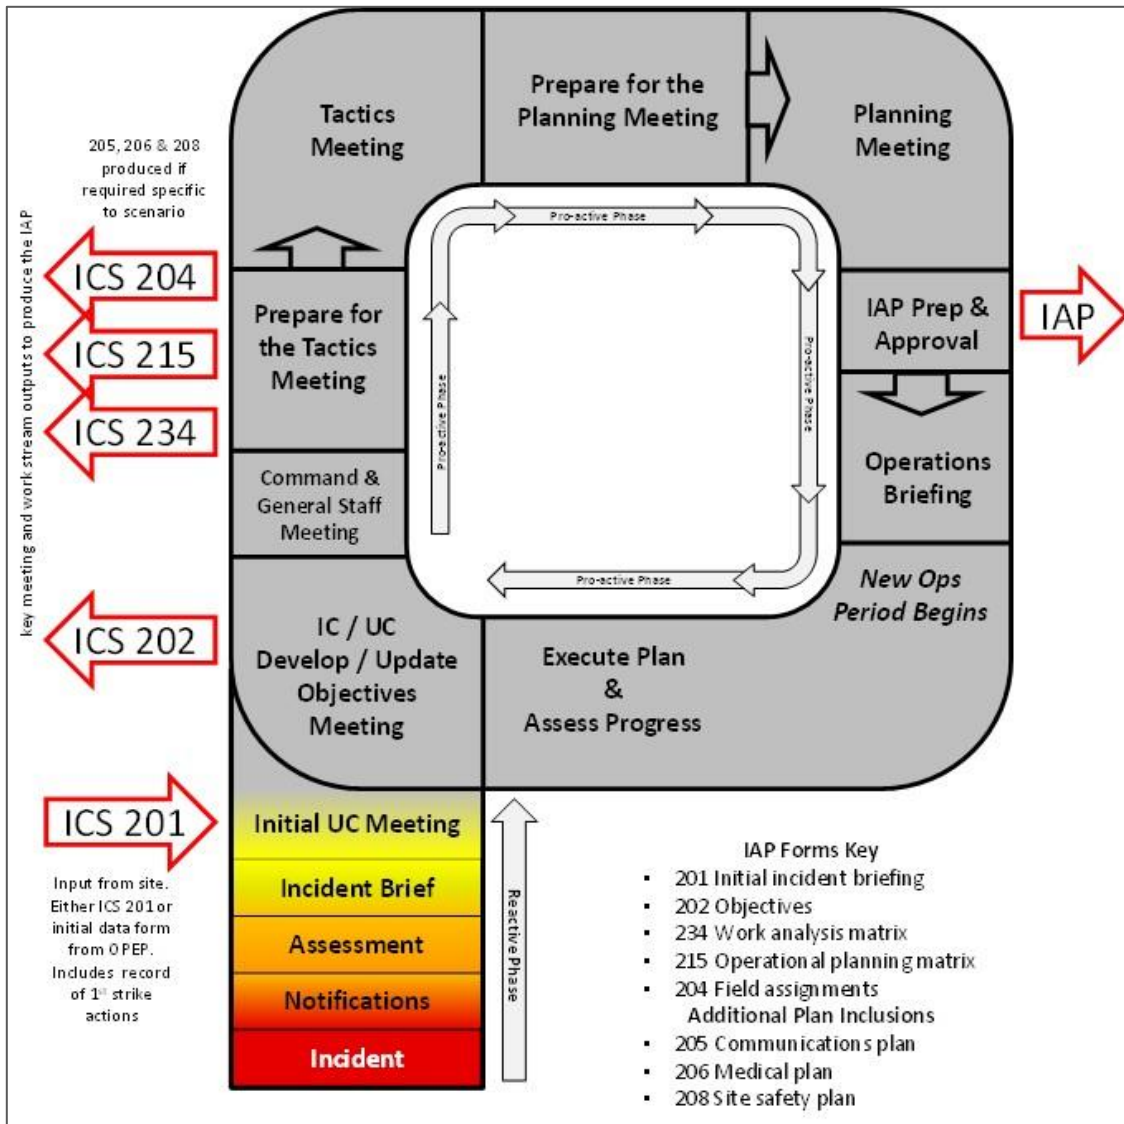 Tactics
Meeting
Prepare for the
Planning Meeting
Planning
Meeting
205, 206 & 208
produced if
required specific
to scenario
key meeting and work stream outputs to produce the IAP
ICS 204
ICS 215
ICS 234
ICS 202
Prepare for
the Tactics
Meeting
Command &
General Staff
Meeting
IC / UC
Develop / Update
Objectives
Meeting
Pro-active Phase
Pro-active Phase
Pro-active Phase
Pro-active Phase
IAP Prep &
Approval
IAP
Operations
Briefing
New Ops
Period Begins
Execute Plan
&
Assess Progress
ICS 201
Input from site.
Either ICS 201 or
initial data form
from OPEP.
Includes record
of 1st strike
actions
Initial UC Meeting
Incident Brief
Assessment
Notifications
Incident
Reactive Phase
IAP Forms Key
▪ 201 Initial incident briefing
▪ 202 Objectives
▪ 234 Work analysis matrix
▪ 215 Operational planning matrix
▪ 204 Field assignments
Additional Plan Inclusions
▪ 205 Communications plan
▪ 206 Medical plan
▪ 208 Site safety plan